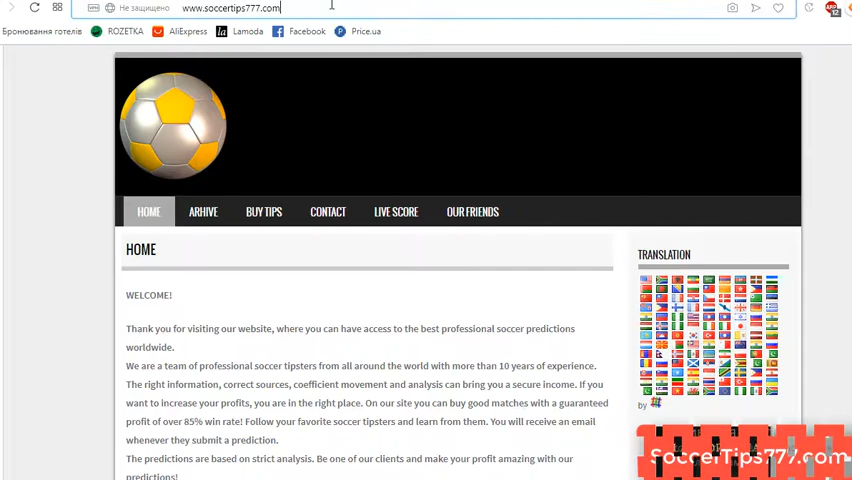 Не защищено www.soccertips777.com
Бронювання готелів ROZETKA AliExpress Lamoda Facebook Price.ua
HOME ARHIVE BUY TIPS CONTACT LIVE SCORE OUR FRIENDS
HOME
WELCOME!
Thank you for visiting our website, where you can have access to the best professional soccer predictions
worldwide.
We are a team of professional soccer tipsters from all around the world with more than 10 years of experience.
The right information, correct sources, coefficient movement and analysis can bring you a secure income. If you
want to increase your profits, you are in the right place. On our site you can buy good matches with a guaranteed
profit of over 85% win rate! Follow your favorite soccer tipsters and learn from them. You will receive an email
whenever they submit a prediction.
The predictions are based on strict analysis. Be one of our clients and make your profit amazing with our
predictions!
TRANSLATION
by
SoccerTips777.com